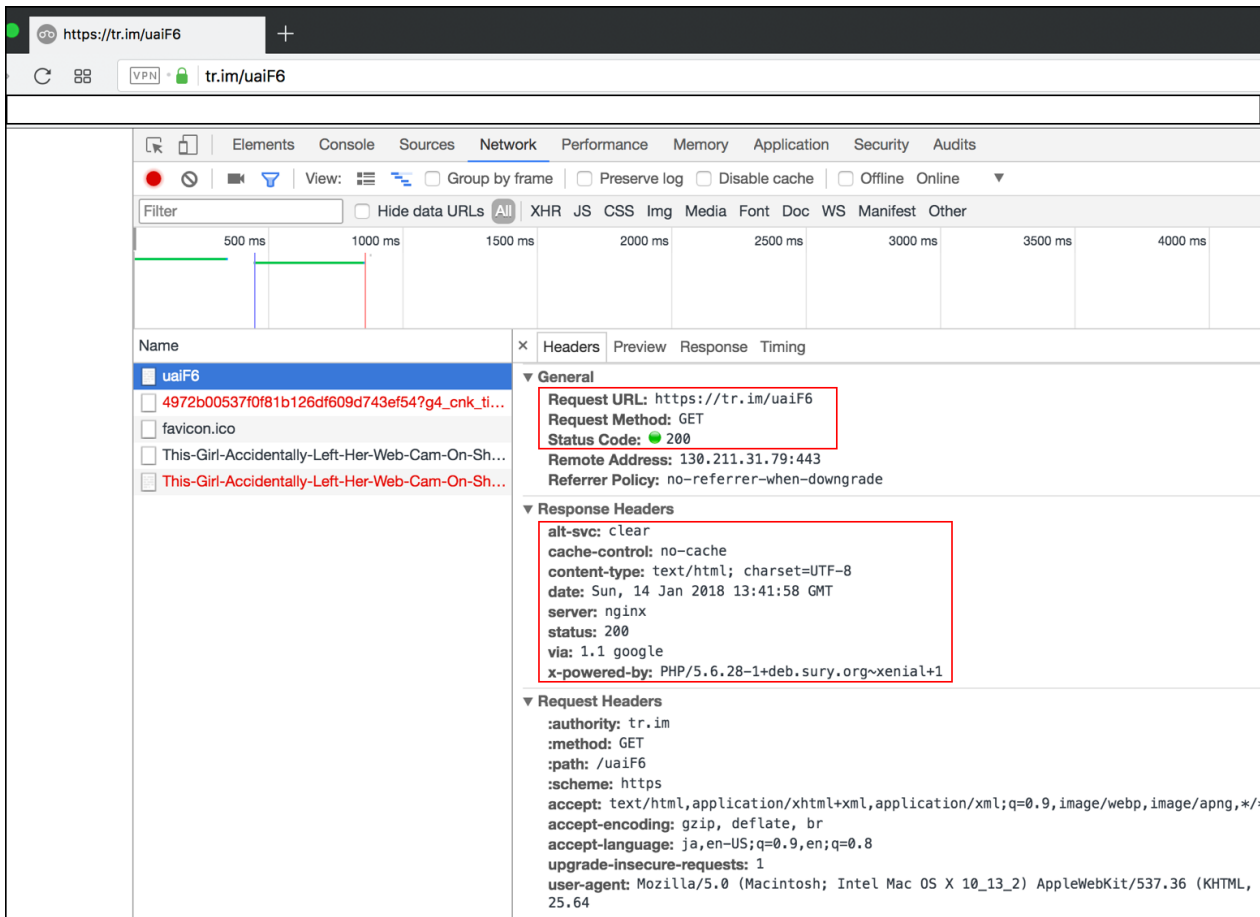 https://tr.im/uaiF6
VPN tr.im/uaiF6
Elements Console Sources Network Performance Memory Application Security Audits
View: Group by frame Preserve log Disable cache Offline Online
Filter Hide data URLs All XHR JS CSS Img Media Font Doc WS Manifest Other
500 ms 1000 ms 1500 ms 2000 ms 2500 ms 3000 ms 3500 ms 4000 ms
Name
uaiF6
4972b00537f0f81b126df609d743ef54?g4_cnk_ti...
favicon.ico
This-Girl-Accidentally-Left-Her-Web-Cam-On-Sh...
This-Girl-Accidentally-Left-Her-Web-Cam-On-Sh...
× Headers Preview Response Timing
General
Request URL: https://tr.im/uaiF6
Request Method: GET
Status Code: 200
Remote Address: 130.211.31.79:443
Referrer Policy: no-referrer-when-downgrade
Response Headers
alt-svc: clear
cache-control: no-cache
content-type: text/html; charset=UTF-8
date: Sun, 14 Jan 2018 13:41:58 GMT
server: nginx
status: 200
via: 1.1 google
x-powered-by: PHP/5.6.28-1+deb.sury.org~xenial+1
Request Headers
:authority: tr.im
:method: GET
:path: /uaiF6
:scheme: https
accept: text/html,application/xhtml+xml,application/xml;q=0.9,image/webp,image/apng,*/
accept-encoding: gzip, deflate, br
accept-language: ja,en-US;q=0.9,en;q=0.8
upgrade-insecure-requests: 1
user-agent: Mozilla/5.0 (Macintosh; Intel Mac OS X 10_13_2) AppleWebKit/537.36 (KHTML,
25.64